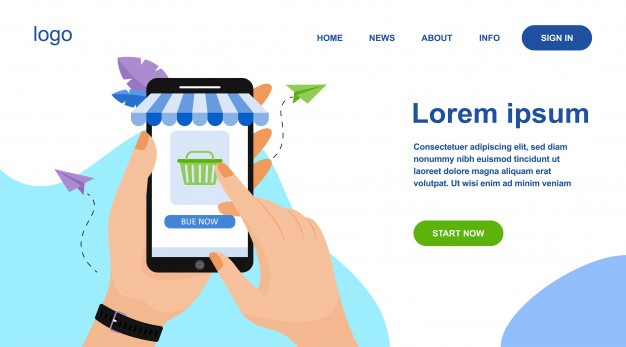 logo
HOME NEWS ABOUT INFO SIGN IN
Lorem ipsum
Consectetuer adipiscing elit, sed diam
nonummy nibh euismod tincidunt ut
laoreet dolore magna aliquam erat
volutpat. Ut wisi enim ad minim veniam
BUE NOW
START NOW